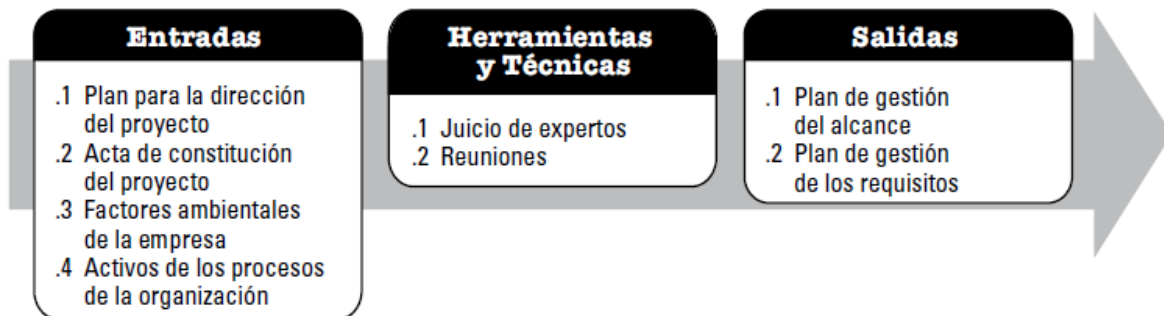 Entradas
.1 Plan para la dirección
del proyecto
.2 Acta de constitución
del proyecto
.3 Factores ambientales
de la empresa
.4 Activos de los procesos
de la organización
Herramientas
y Técnicas
.1 Juicio de expertos
.2 Reuniones
Salidas
.1 Plan de gestión
del alcance
.2 Plan de gestión
de los requisitos